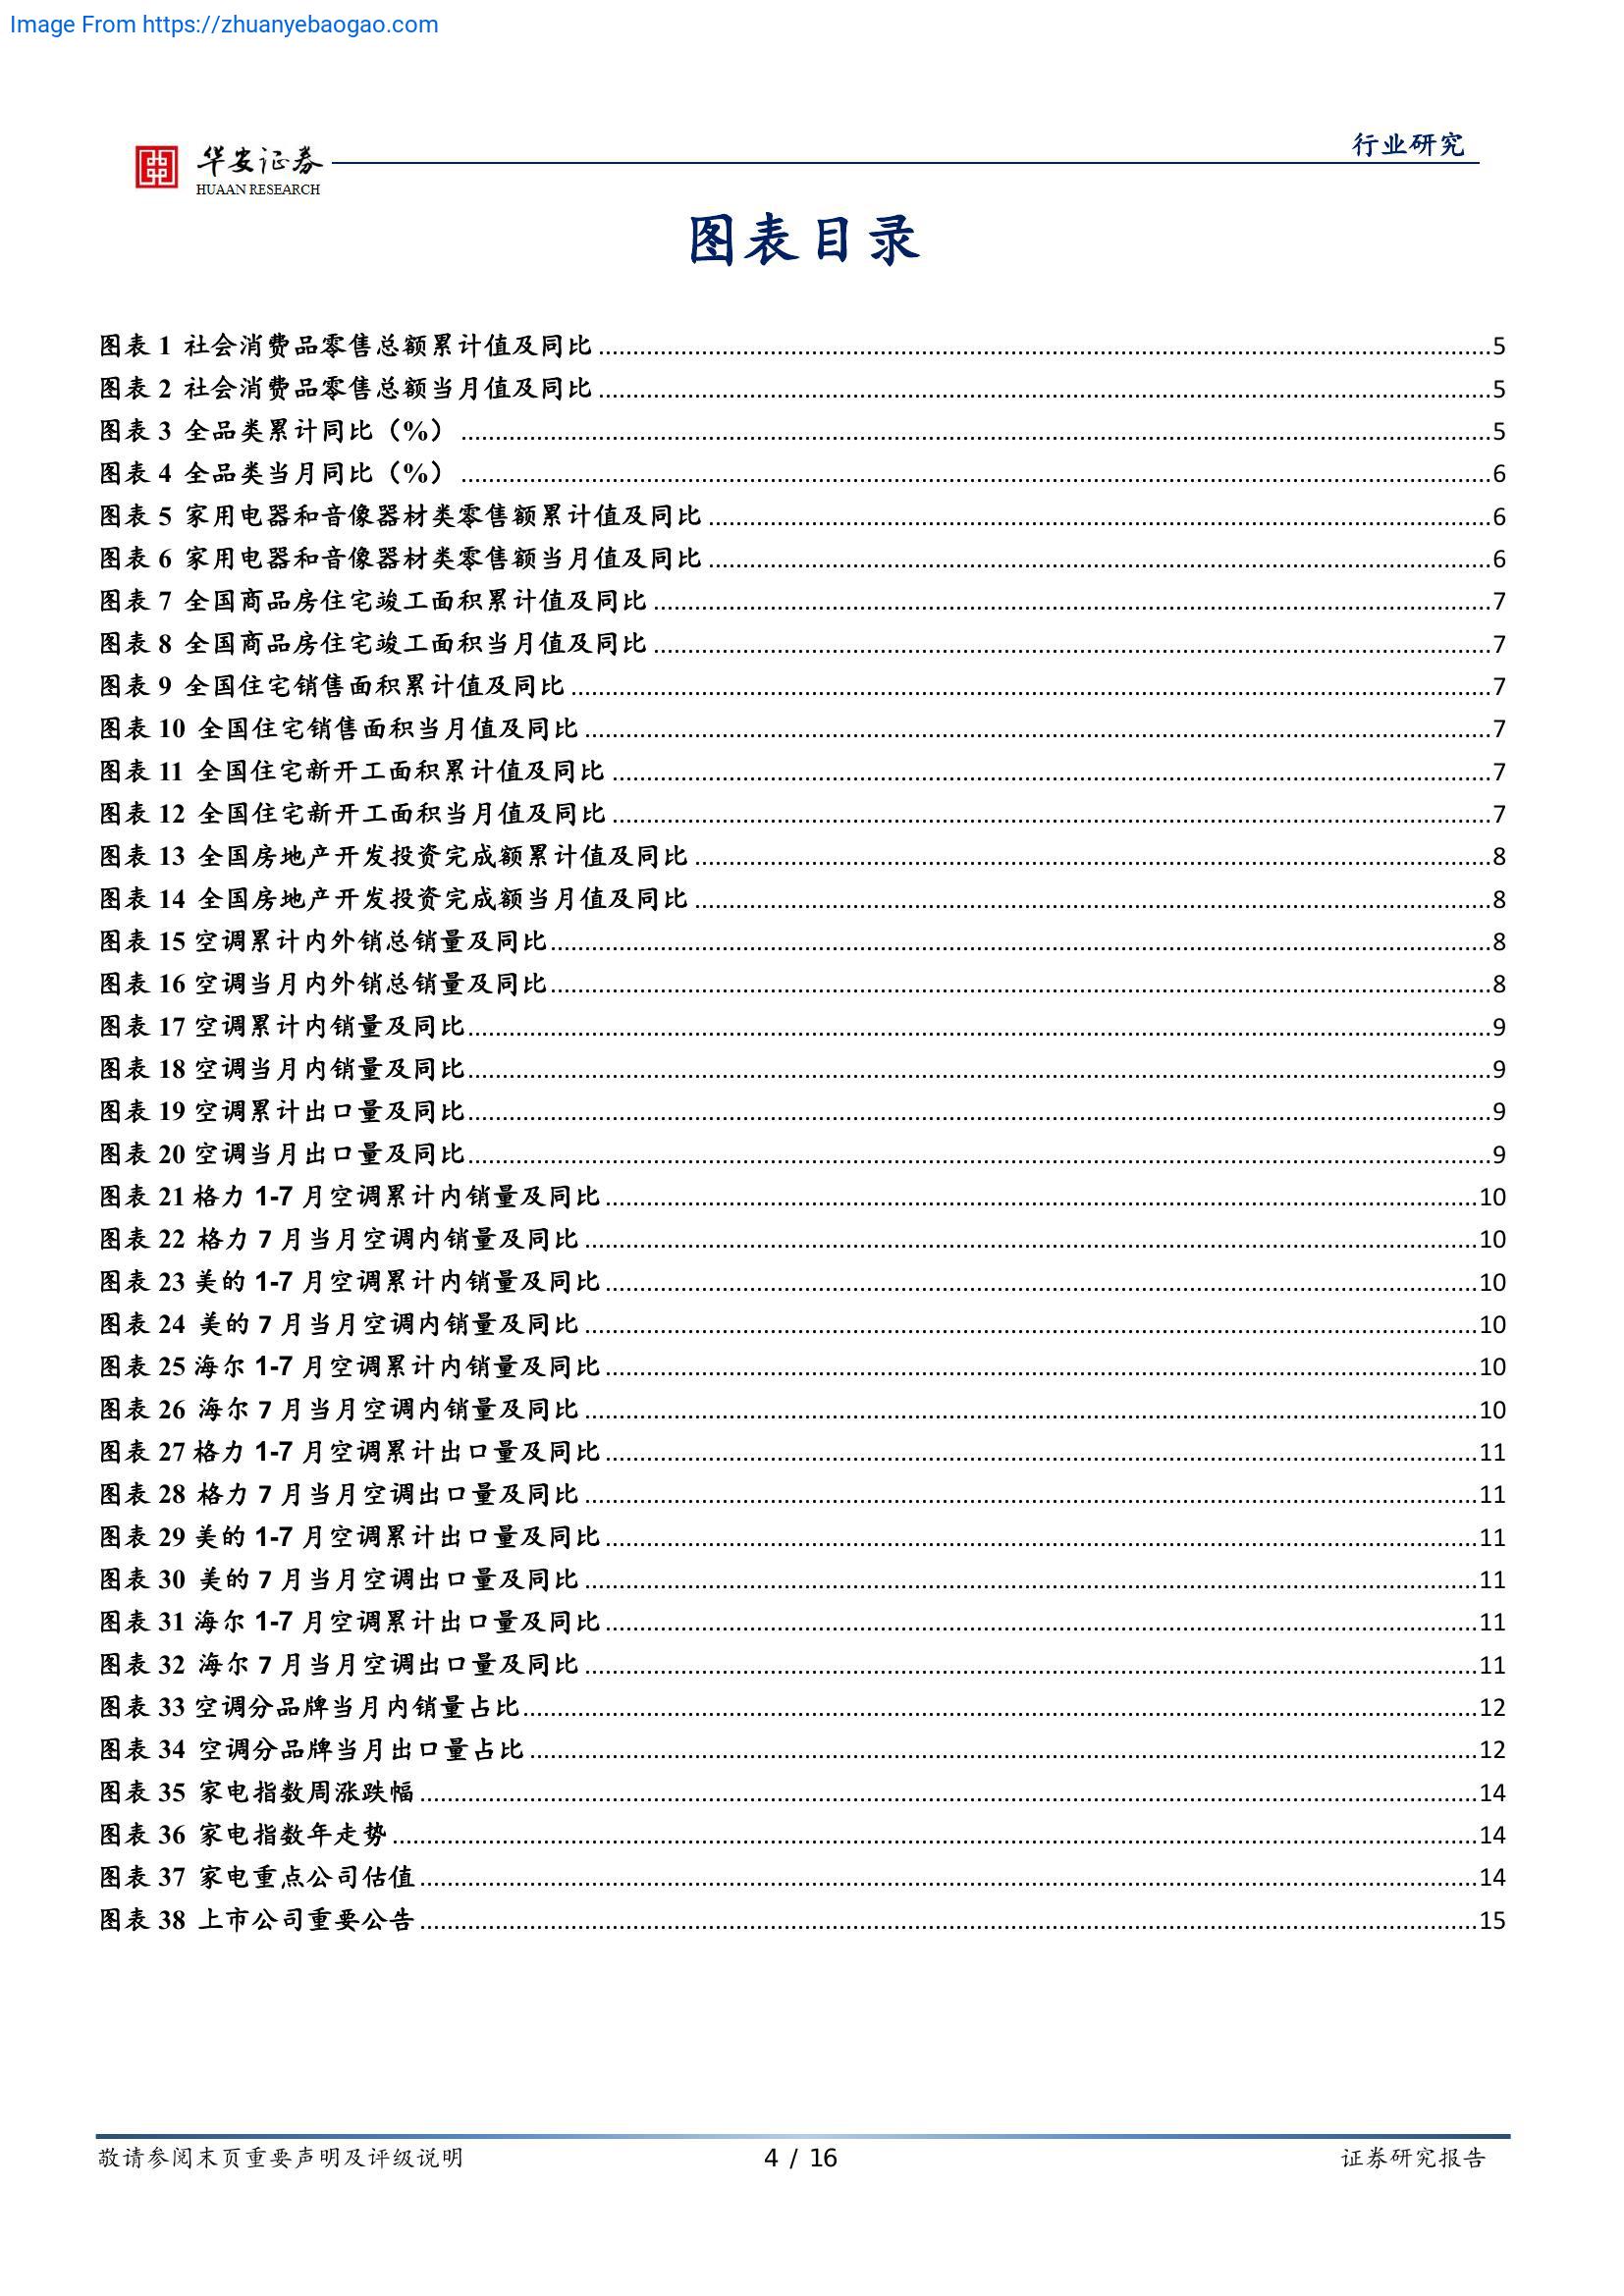 Image From https://zhuanyebaogao.com
行业研究
华安证券
HUAAN RESEARCH
图表目录
图表 1 社会消费品零售总额累计值及同比 ........ 5
图表 2 社会消费品零售总额当月值及同比 ........ 5
图表 3 全品类累计同比（%） ........ 5
图表 4 全品类当月同比（%） ........ 6
图表 5 家用电器和音像器材类零售额累计值及同比 ........ 6
图表 6 家用电器和音像器材类零售额当月值及同比 ........ 6
图表 7 全国商品房住宅竣工面积累计值及同比 ........ 7
图表 8 全国商品房住宅竣工面积当月值及同比 ........ 7
图表 9 全国住宅销售面积累计值及同比 ........ 7
图表 10 全国住宅销售面积当月值及同比 ........ 7
图表 11 全国住宅新开工面积累计值及同比 ........ 7
图表 12 全国住宅新开工面积当月值及同比 ........ 7
图表 13 全国房地产开发投资完成额累计值及同比 ........ 8
图表 14 全国房地产开发投资完成额当月值及同比 ........ 8
图表 15 空调累计内外销总销量及同比 ........ 8
图表 16 空调当月内外销总销量及同比 ........ 8
图表 17 空调累计内销量及同比 ........ 9
图表 18 空调当月内销量及同比 ........ 9
图表 19 空调累计出口量及同比 ........ 9
图表 20 空调当月出口量及同比 ........ 9
图表 21 格力 1-7 月空调累计内销量及同比 ........ 10
图表 22 格力 7 月当月空调内销量及同比 ........ 10
图表 23 美的 1-7 月空调累计内销量及同比 ........ 10
图表 24 美的 7 月当月空调内销量及同比 ........ 10
图表 25 海尔 1-7 月空调累计内销量及同比 ........ 10
图表 26 海尔 7 月当月空调内销量及同比 ........ 10
图表 27 格力 1-7 月空调累计出口量及同比 ........ 11
图表 28 格力 7 月当月空调出口量及同比 ........ 11
图表 29 美的 1-7 月空调累计出口量及同比 ........ 11
图表 30 美的 7 月当月空调出口量及同比 ........ 11
图表 31 海尔 1-7 月空调累计出口量及同比 ........ 11
图表 32 海尔 7 月当月空调出口量及同比 ........ 11
图表 33 空调分品牌当月内销量占比 ........ 12
图表 34 空调分品牌当月出口量占比 ........ 12
图表 35 家电指数周涨跌幅 ........ 14
图表 36 家电指数年走势 ........ 14
图表 37 家电重点公司估值 ........ 14
图表 38 上市公司重要公告 ........ 15
敬请参阅末页重要声明及评级说明
4 / 16
证券研究报告